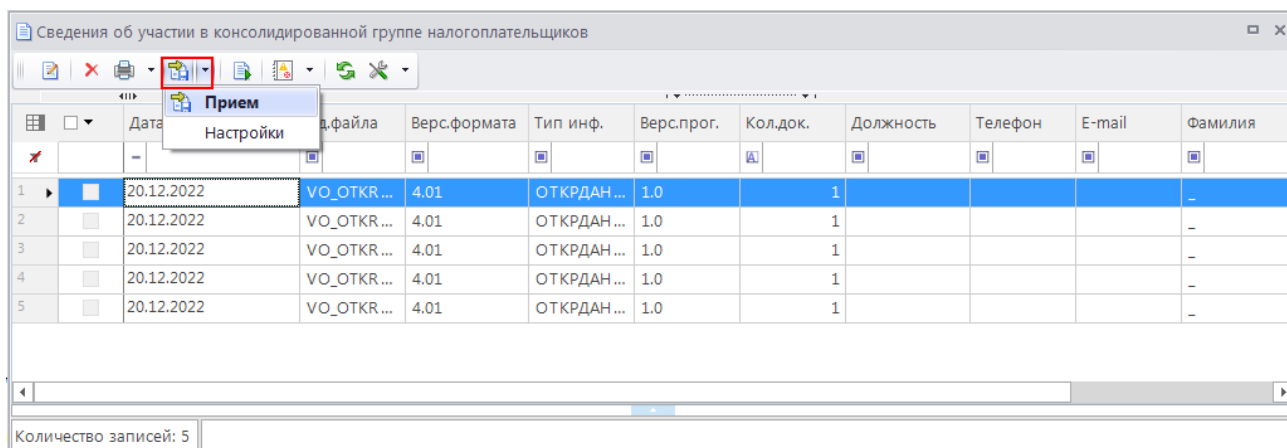 Сведения об участии в консолидированной группе налогоплательщиков
Прием
Настройки
Дата д.файла Верс.формата Тип инф. Верс.прог. Кол.док. Должность Телефон E-mail Фамилия
1 20.12.2022 VO_OTKR... 4.01 ОТКРДАН... 1.0 1 _
2 20.12.2022 VO_OTKR... 4.01 ОТКРДАН... 1.0 1 _
3 20.12.2022 VO_OTKR... 4.01 ОТКРДАН... 1.0 1 _
4 20.12.2022 VO_OTKR... 4.01 ОТКРДАН... 1.0 1 _
5 20.12.2022 VO_OTKR... 4.01 ОТКРДАН... 1.0 1 _
Количество записей: 5